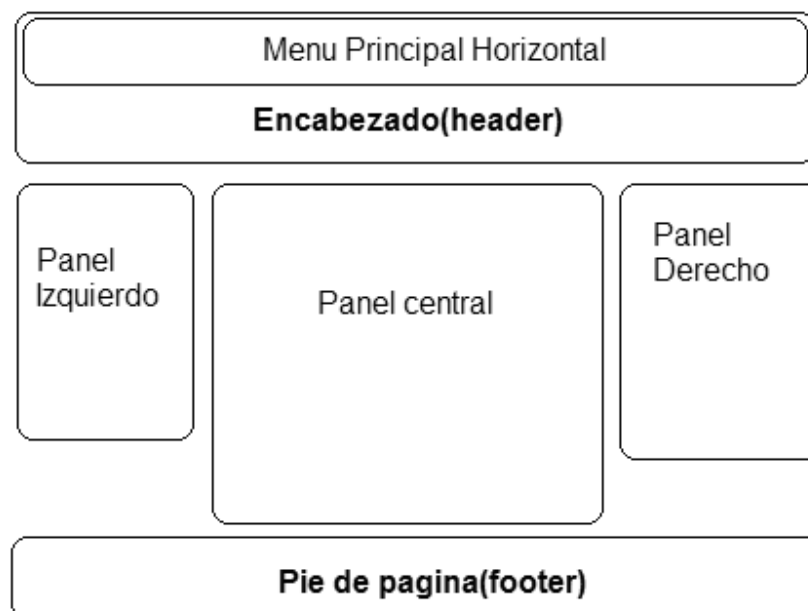 Menu Principal Horizontal
Encabezado(header)
Panel
Izquierdo
Panel central
Panel
Derecho
Pie de pagina(footer)